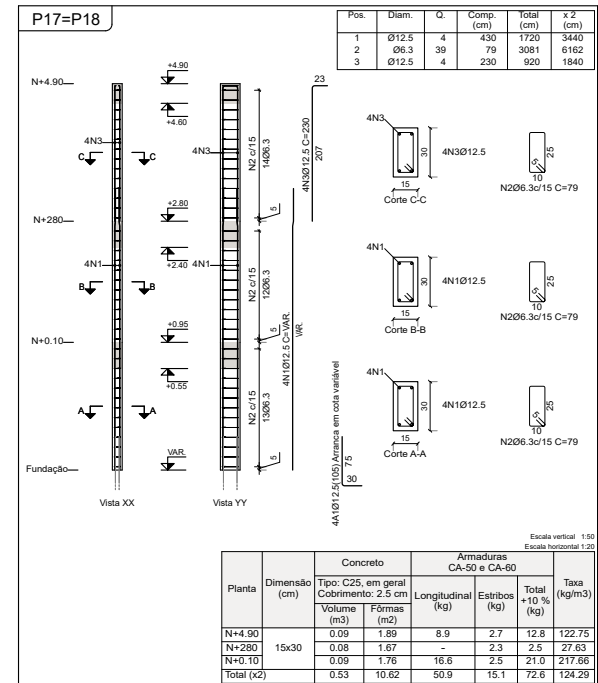 P17=P18
Pos. Diam. Q. Comp. (cm) Total (cm) x 2 (cm)
1 Ø12.5 4 430 1720 3440
2 Ø6.3 39 79 3081 6162
3 Ø12.5 4 230 920 1840
N+4.90
+4.90
+4.60
4N3
C C
4N3
N2 c/15
14Ø6.3
5
23
4N3Ø12.5 C=230
207
N+280
+2.80
+2.40
4N1
4N1
B B
N2 c/15
12Ø6.3
5
4N1Ø12.5 C=VAR.
VAR.
N+0.10
+0.95
+0.55
A A
N2 c/15
13Ø6.3
5
VAR.
Fundação
Vista XX
Vista YY
4A1Ø12.5(105) Arranca em cota variável
75
30
4N3
30
4N3Ø12.5
15
Corte C-C
5
25
10
N2Ø6.3c/15 C=79
4N1
30
4N1Ø12.5
15
Corte B-B
5
25
10
N2Ø6.3c/15 C=79
4N1
30
4N1Ø12.5
15
Corte A-A
5
25
10
N2Ø6.3c/15 C=79
Escala vertical 1:50
Escala horizontal 1:20
Planta
Dimensão (cm)
Concreto
Tipo: C25, em geral
Cobrimento: 2.5 cm
Volume (m3)
Fôrmas (m2)
Armaduras
CA-50 e CA-60
Longitudinal (kg)
Estribos (kg)
Total +10 % (kg)
Taxa (kg/m3)
N+4.90 15x30 0.09 1.89 8.9 2.7 12.8 122.75
N+280 0.08 1.67 - 2.3 2.5 27.63
N+0.10 0.09 1.76 16.6 2.5 21.0 217.66
Total (x2) 0.53 10.62 50.9 15.1 72.6 124.29